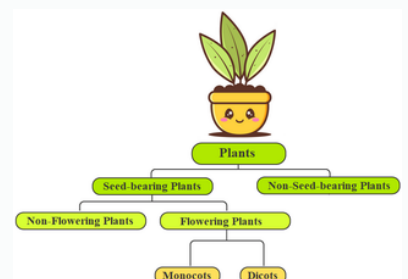 Plants
Seed-bearing Plants
Non-Seed-bearing Plants
Non-Flowering Plants
Flowering Plants
Monocots
Dicots